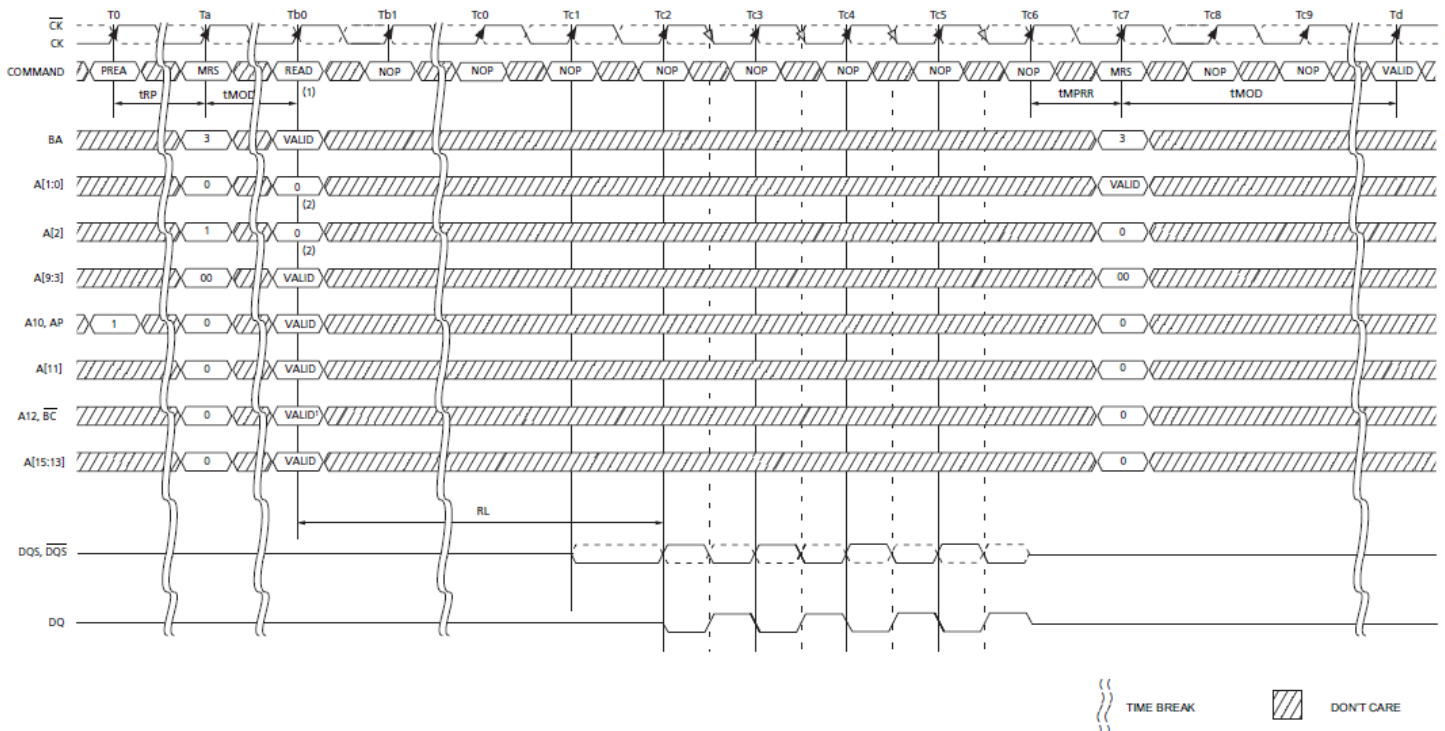 T0 Ta Tb0 Tb1 Tc0 Tc1 Tc2 Tc3 Tc4 Tc5 Tc6 Tc7 Tc8 Tc9 Td
CK
CK
COMMAND PREA MRS READ NOP NOP NOP NOP NOP NOP NOP NOP MRS NOP NOP VALID
tRP tMOD (1) tMPRR tMOD
BA 3 VALID 3
A[1:0] 0 0 VALID
(2)
A[2] 1 0 0
(2)
A[9:3] 00 VALID 00
A10, AP 1 0 VALID 0
A[11] 0 VALID 0
A12, BC 0 VALID¹ 0
A[15:13] 0 VALID 0
RL
DQS, DQS
DQ
TIME BREAK DON'T CARE